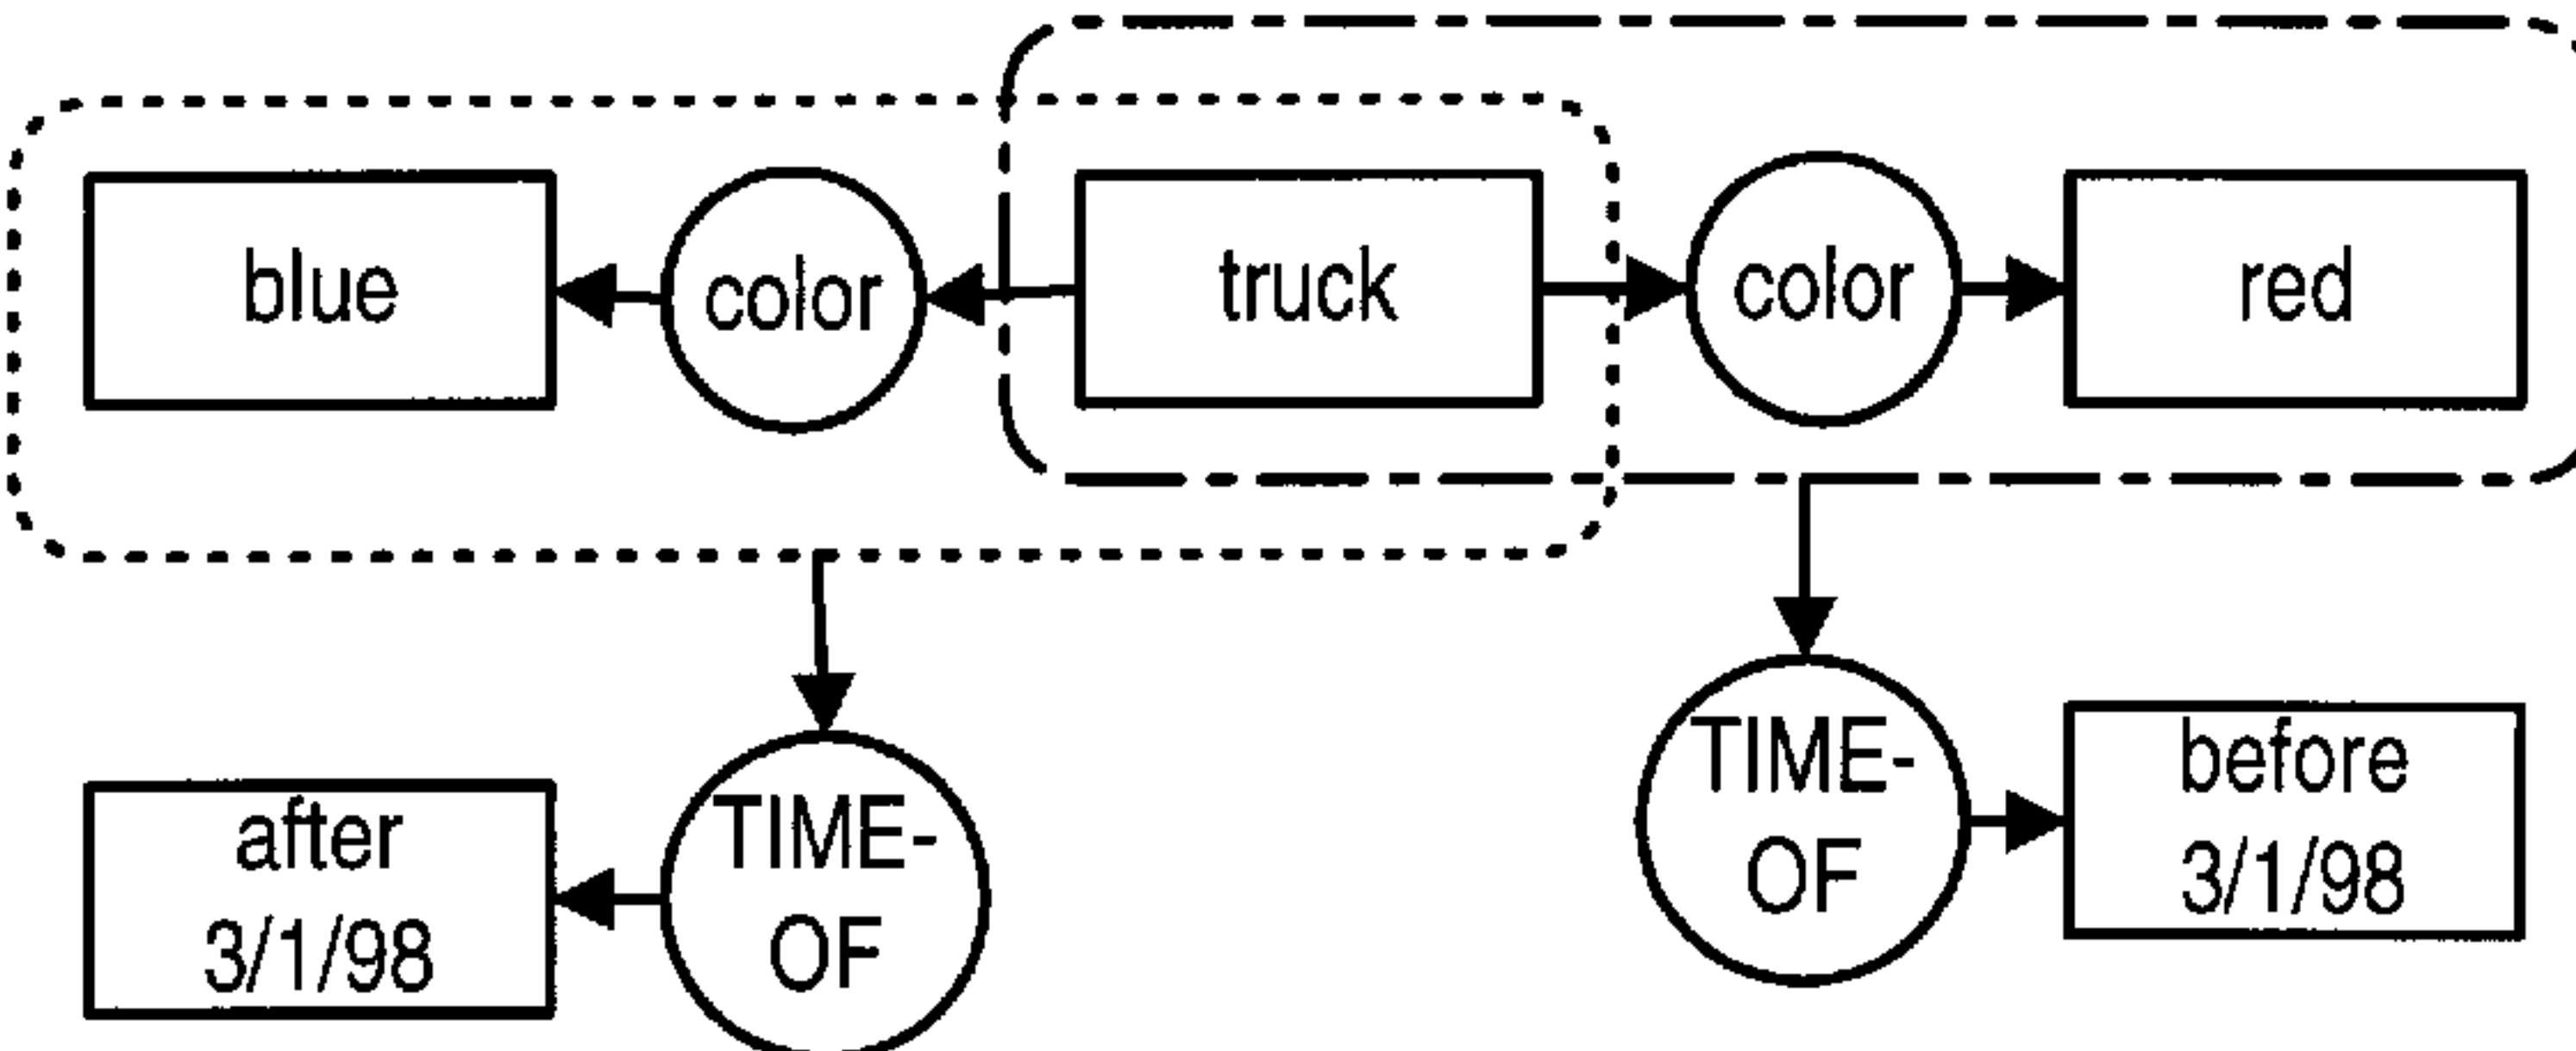 blue
color
truck
color
red
TIME-
OF
before
3/1/98
after
3/1/98
TIME-
OF